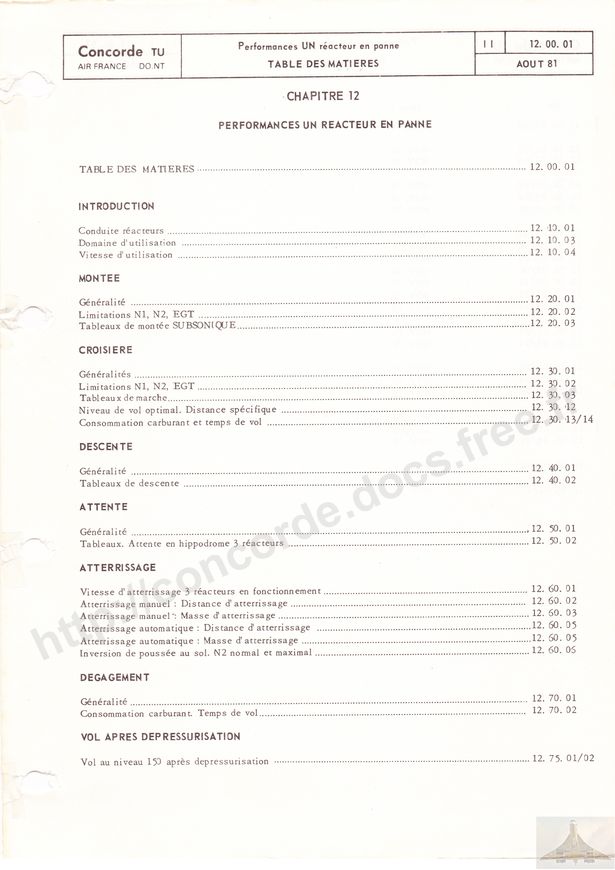 Concorde TU
AIR FRANCE DO.NT
Performances UN réacteur en panne
TABLE DES MATIERES
11 12. 00. 01
AOUT 81
CHAPITRE 12
PERFORMANCES UN REACTEUR EN PANNE
TABLE DES MATIERES 12. 00. 01
INTRODUCTION
Conduite réacteurs 12. 10. 01
Domaine d'utilisation 12. 10. 03
Vitesse d'utilisation 12. 10. 04
MONTEE
Généralité 12. 20. 01
Limitations N1, N2, EGT 12. 20. 02
Tableaux de montée SUBSONIQUE 12. 20. 03
CROISIERE
Généralités 12. 30. 01
Limitations N1, N2, EGT 12. 30. 02
Tableaux de marche 12. 30. 03
Niveau de vol optimal. Distance spécifique 12. 30. 12
Consommation carburant et temps de vol 12. 30. 13/14
DESCENTE
Généralité 12. 40. 01
Tableaux de descente 12. 40. 02
ATTENTE
Généralité 12. 50. 01
Tableaux. Attente en hippodrome 3 réacteurs 12. 50. 02
ATTERRISSAGE
Vitesse d'atterrissage 3 réacteurs en fonctionnement 12. 60. 01
Atterrissage manuel : Distance d'atterrissage 12. 60. 02
Atterrissage manuel : Masse d'atterrissage 12. 60. 03
Atterrissage automatique : Distance d'atterrissage 12. 60. 05
Atterrissage automatique : Masse d'atterrissage 12. 60. 05
Inversion de poussée au sol. N2 normal et maximal 12. 60. 06
DEGAGEMENT
Généralité 12. 70. 01
Consommation carburant. Temps de vol 12. 70. 02
VOL APRES DEPRESSURISATION
Vol au niveau 150 après depressurisation 12. 75. 01/02
http://concorde.docs.free.fr